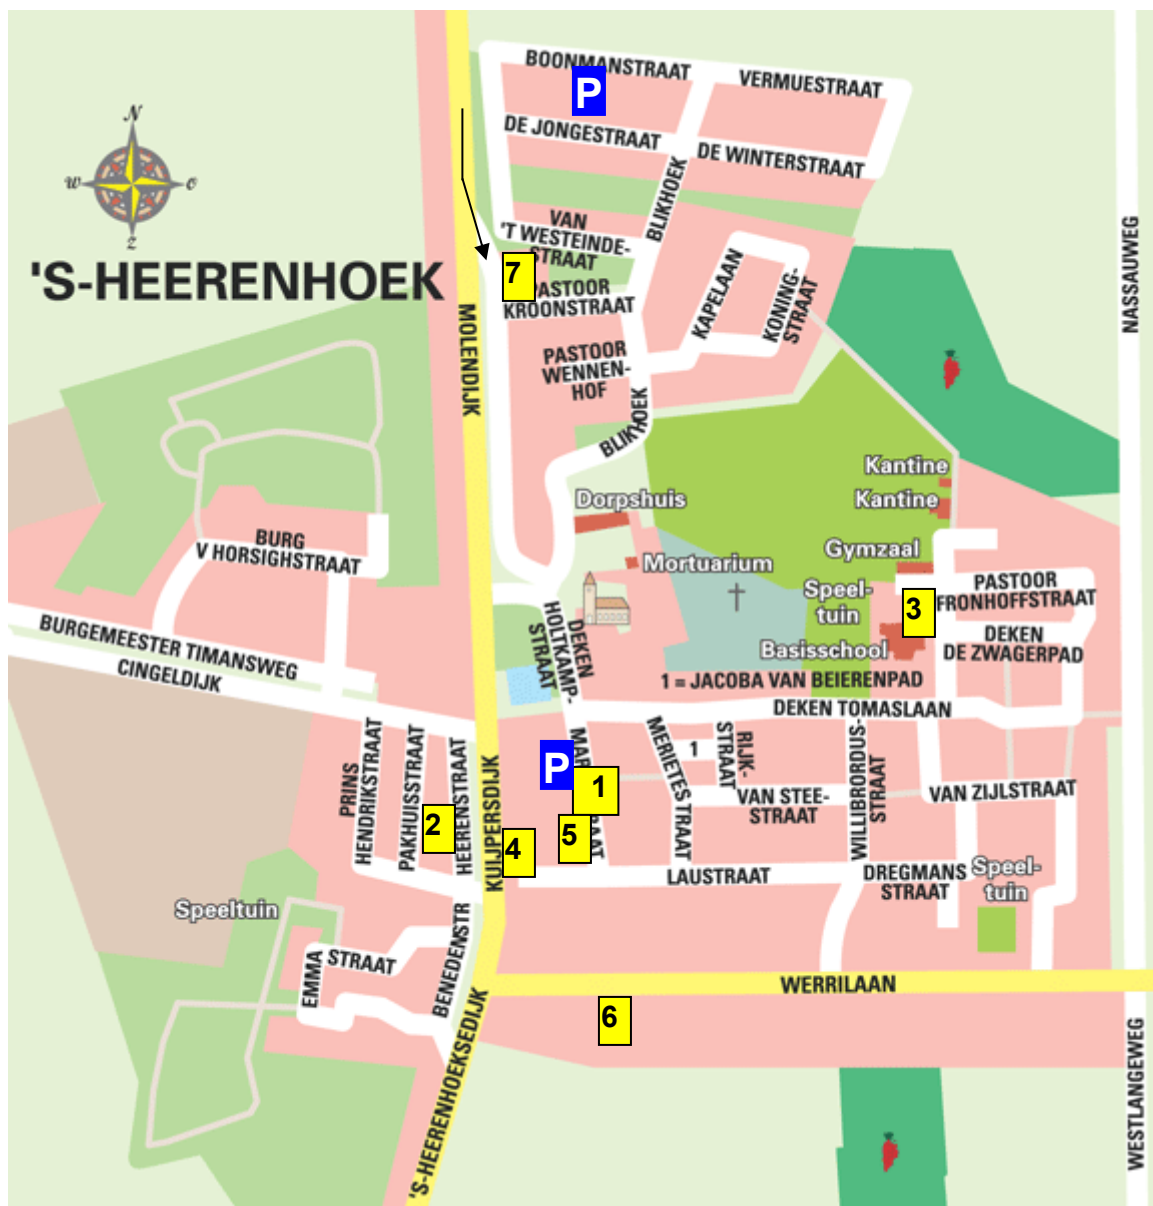 BOONMANSTRAAT
VERMUESTRAAT
P
DE JONGESTRAAT
DE WINTERSTRAAT
N
W
O
Z
BLIKHOEK
VAN
'T WESTEINDE-
STRAAT
'S-HEERENHOEK
7
PASTOOR
KROONSTRAAT
KAPELAAN
KONING-
STRAAT
NASSAUWEG
MOLENDIJK
PASTOOR
WENNEN-
HOF
BLIKHOEK
Kantine
Kantine
Dorpshuis
BURG
V HORSIGHSTRAAT
Gymzaal
Mortuarium
Speel-
tuin
3
PASTOOR
FRONHOFFSTRAAT
DEKEN
DE ZWAGERPAD
Basisschool
DEKEN
HOLTKAMP-
STRAAT
BURGEMEESTER TIMANSWEG
CINGELDIJK
1 = JACOBA VAN BEIERENPAD
DEKEN TOMASLAAN
PRINS
HENDRIKSTRAAT
PAKHUISSTRAAT
HEERENSTRAAT
KUIJPERSDIJK
P
1
MERIETESTRAAT
1
RIJK-
STRAAT
VAN STEE-
STRAAT
WILLIBRORDUS-
STRAAT
VAN ZIJLSTRAAT
2
4
5
LAUSTRAAT
DREGMANS
STRAAT
Speel-
tuin
Speeltuin
BENEDENSTR
EMMA
STRAAT
WERRILAAN
6
'S-HEERENHOEKSEDIJK
WESTLANGEWEG